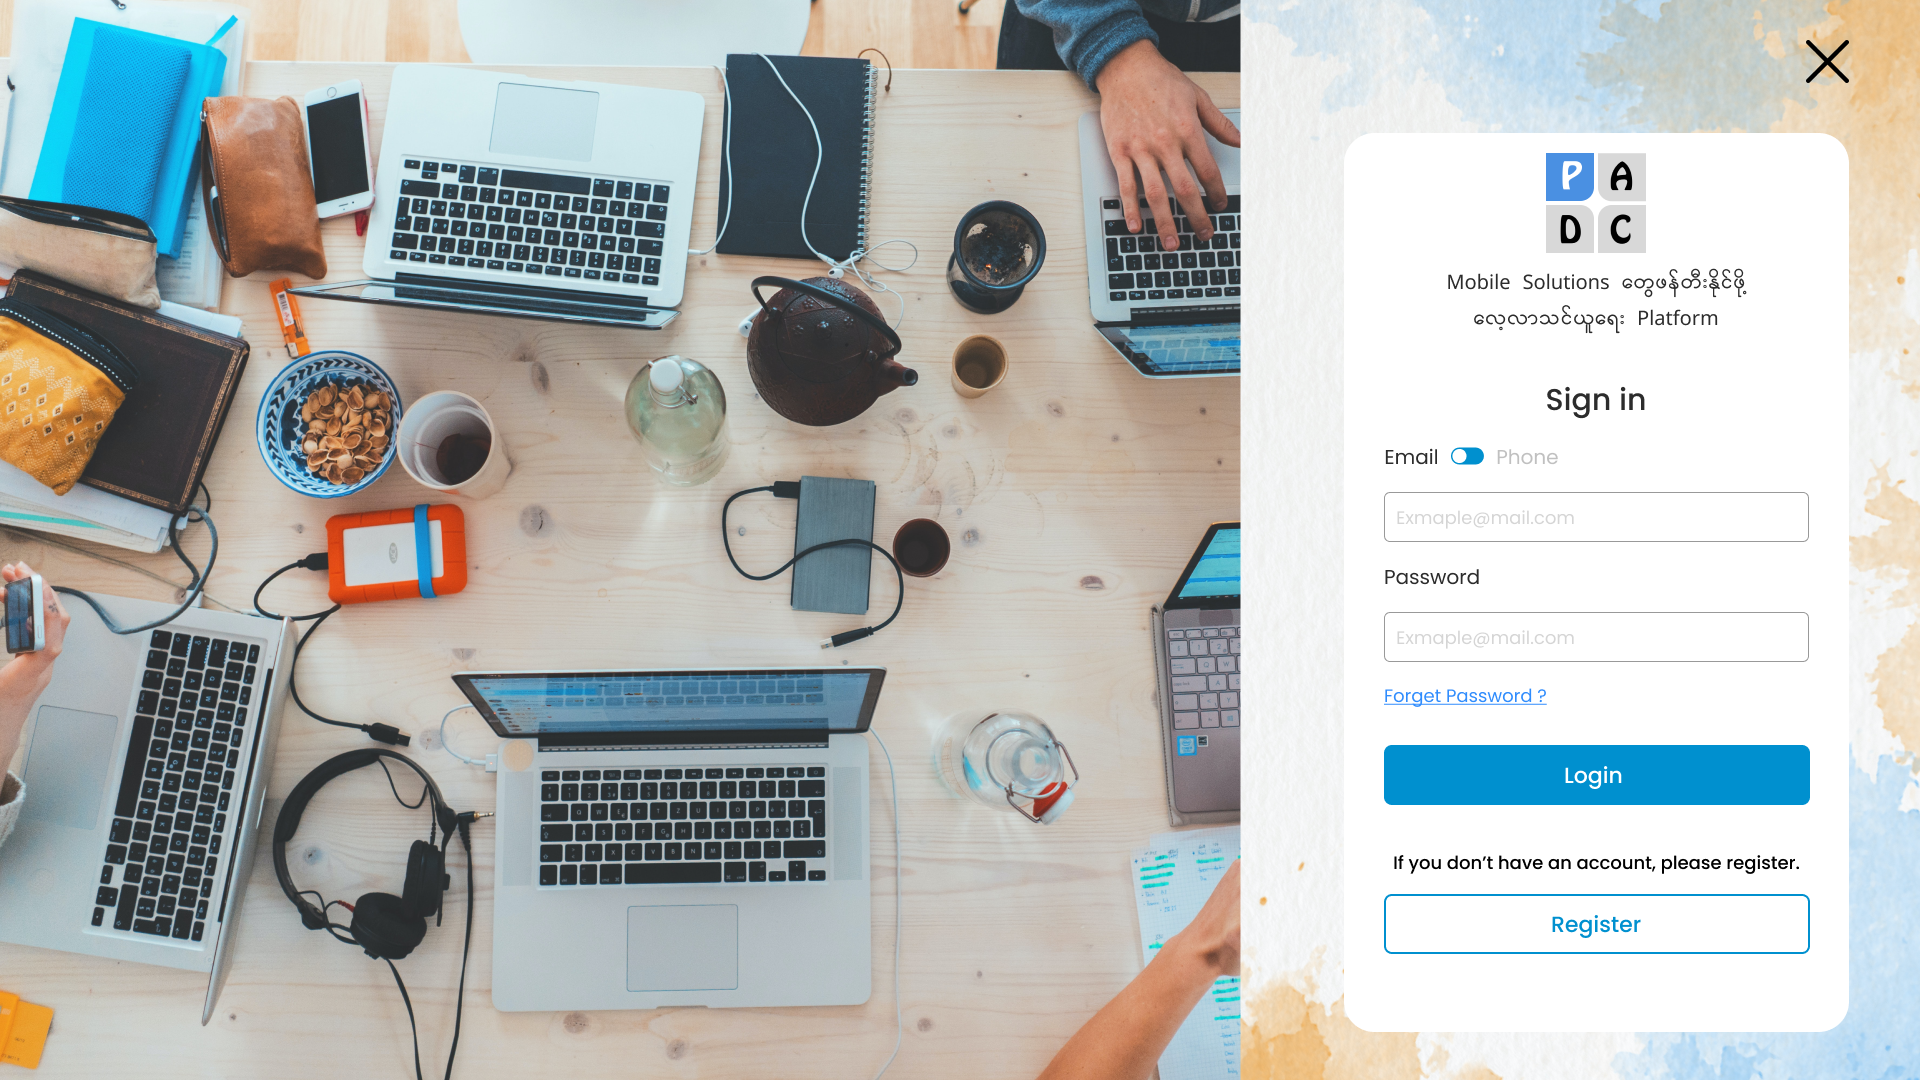 P A
D C
Mobile Solutions တွေဖန်တီးနိုင်ဖို့
လေ့လာသင်ယူရေး Platform
Sign in
Email Phone
Exmaple@mail.com
Password
Exmaple@mail.com
Forget Password ?
Login
If you don’t have an account, please register.
Register